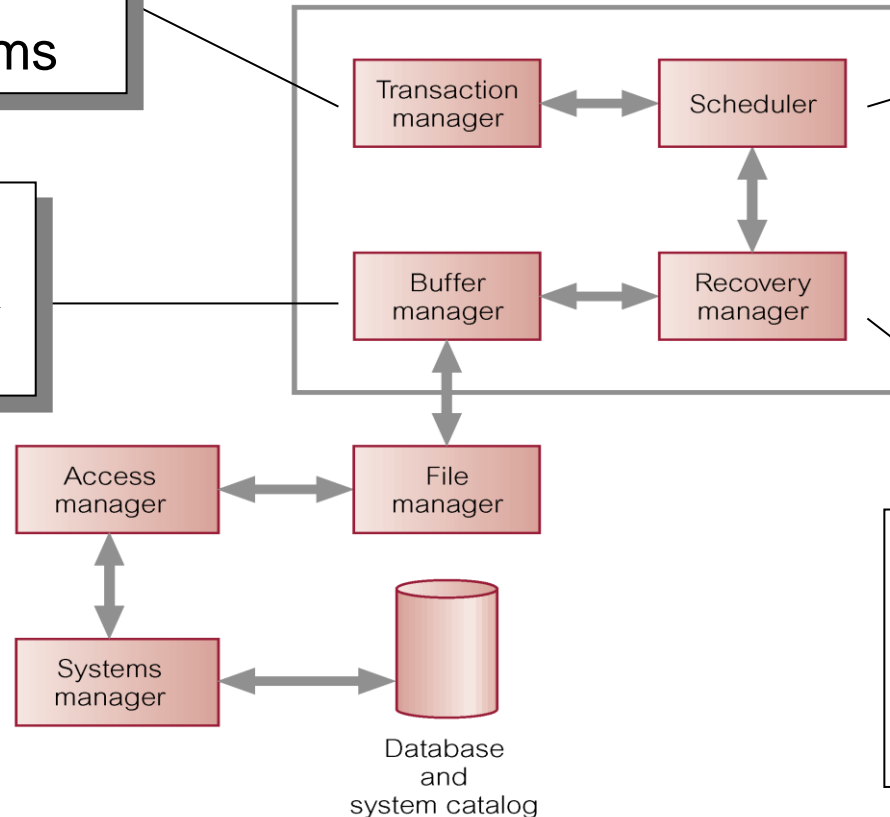 ms
Transaction
manager
Scheduler
Buffer
manager
Recovery
manager
Access
manager
File
manager
Systems
manager
Database
and
system catalog